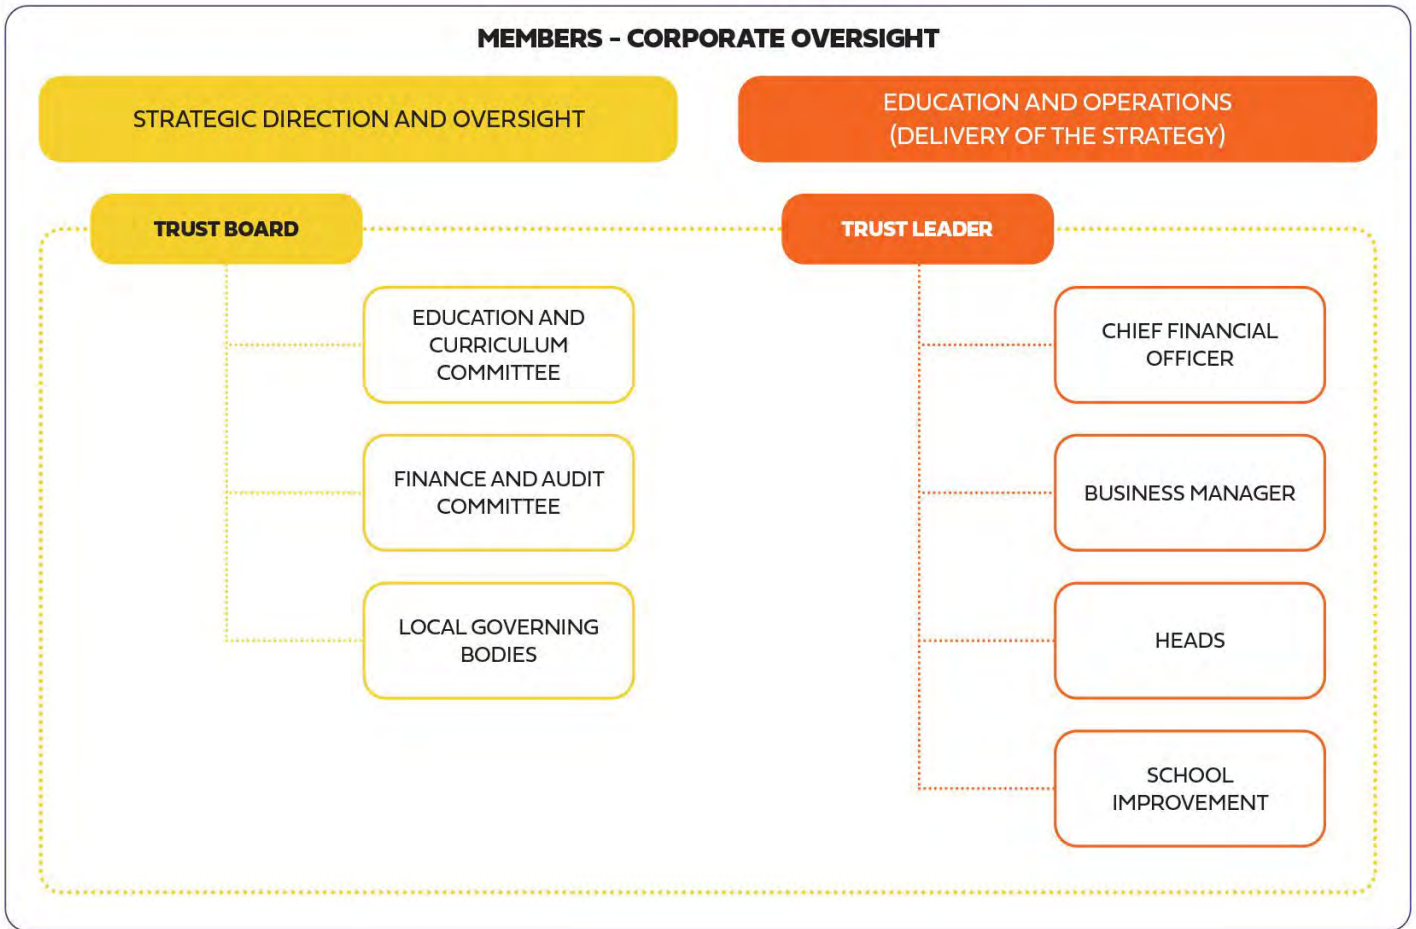 MEMBERS – CORPORATE OVERSIGHT
STRATEGIC DIRECTION AND OVERSIGHT
EDUCATION AND OPERATIONS
(DELIVERY OF THE STRATEGY)
TRUST BOARD
EDUCATION AND
CURRICULUM
COMMITTEE
FINANCE AND AUDIT
COMMITTEE
LOCAL GOVERNING
BODIES
TRUST LEADER
CHIEF FINANCIAL
OFFICER
BUSINESS MANAGER
HEADS
SCHOOL
IMPROVEMENT